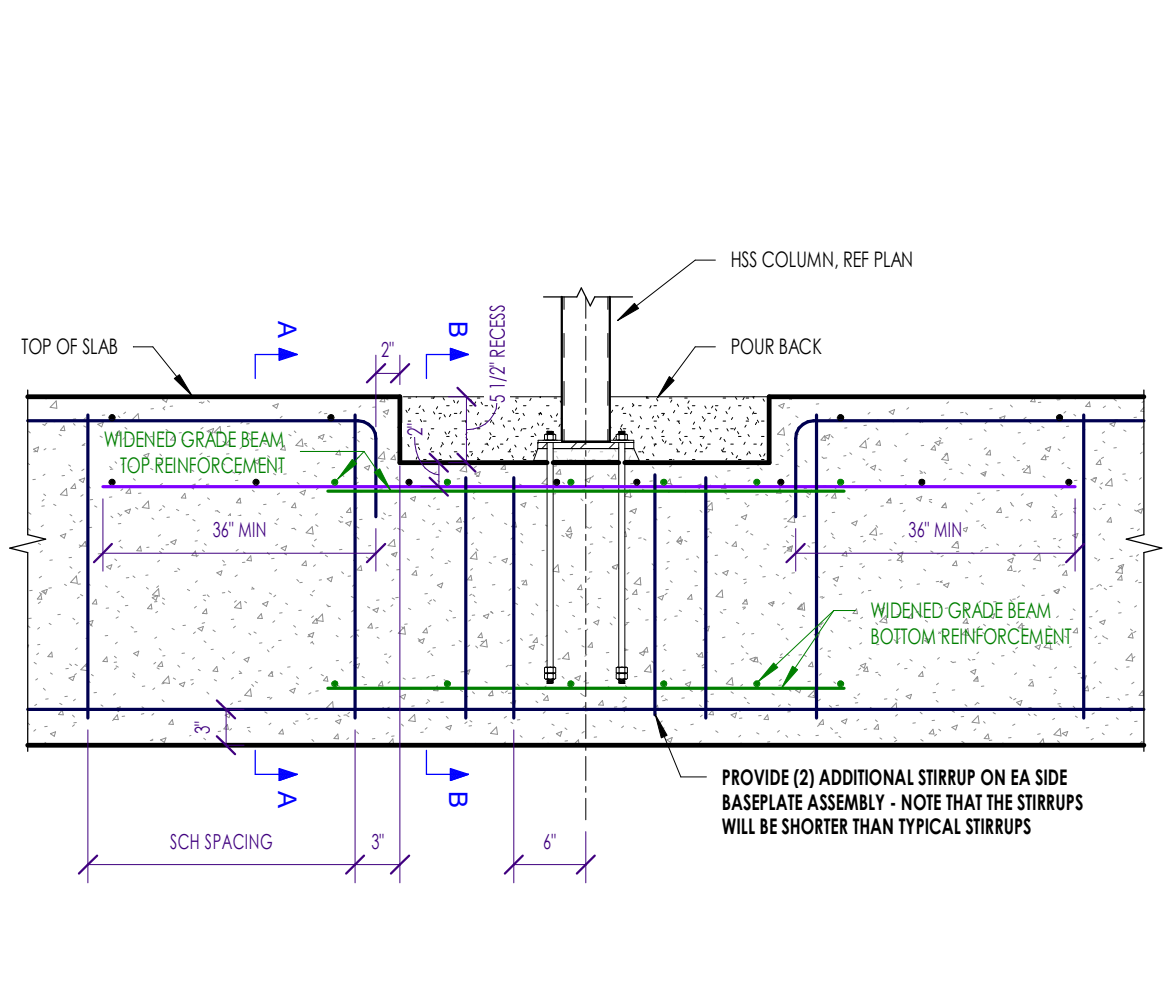 HSS COLUMN, REF PLAN
A
B
5 1/2" RECESS
TOP OF SLAB
2"
POUR BACK
2"
WIDENED GRADE BEAM
TOP REINFORCEMENT
36" MIN
36" MIN
WIDENED GRADE BEAM
BOTTOM REINFORCEMENT
3"
A
B
PROVIDE (2) ADDITIONAL STIRRUP ON EA SIDE
BASEPLATE ASSEMBLY - NOTE THAT THE STIRRUPS
WILL BE SHORTER THAN TYPICAL STIRRUPS
SCH SPACING
3"
6"